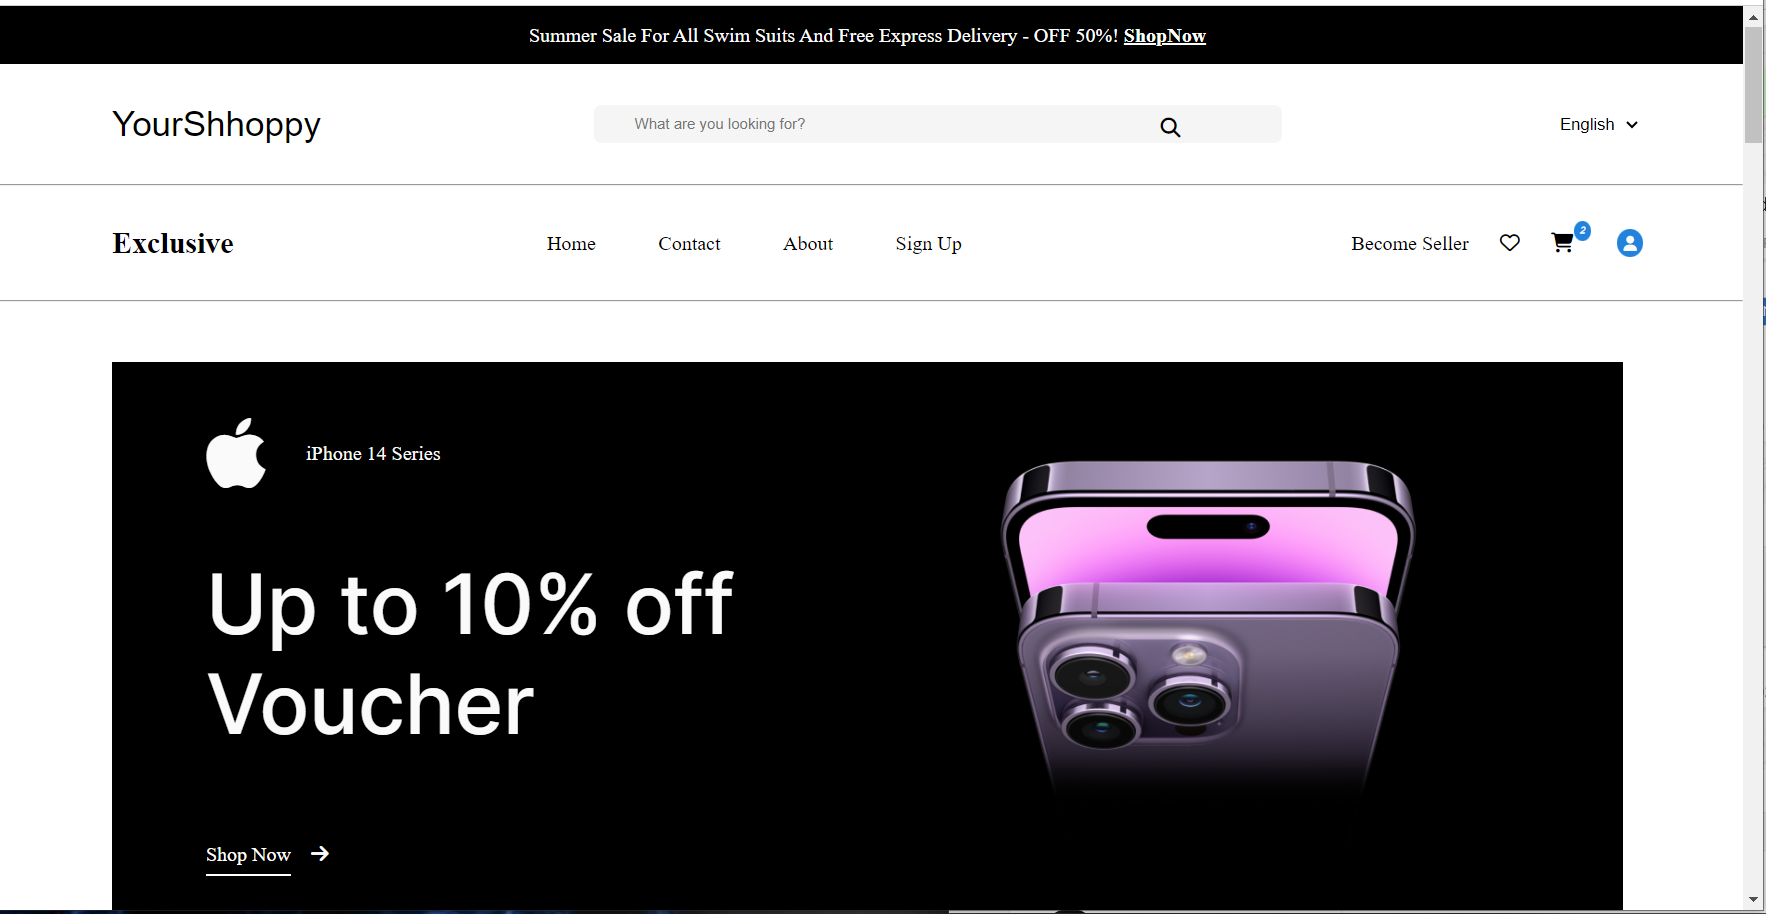 Summer Sale For All Swim Suits And Free Express Delivery - OFF 50%! ShopNow
YourShhoppy
What are you looking for?
English
Exclusive
Home
Contact
About
Sign Up
Become Seller
2
iPhone 14 Series
Up to 10% off
Voucher
Shop Now